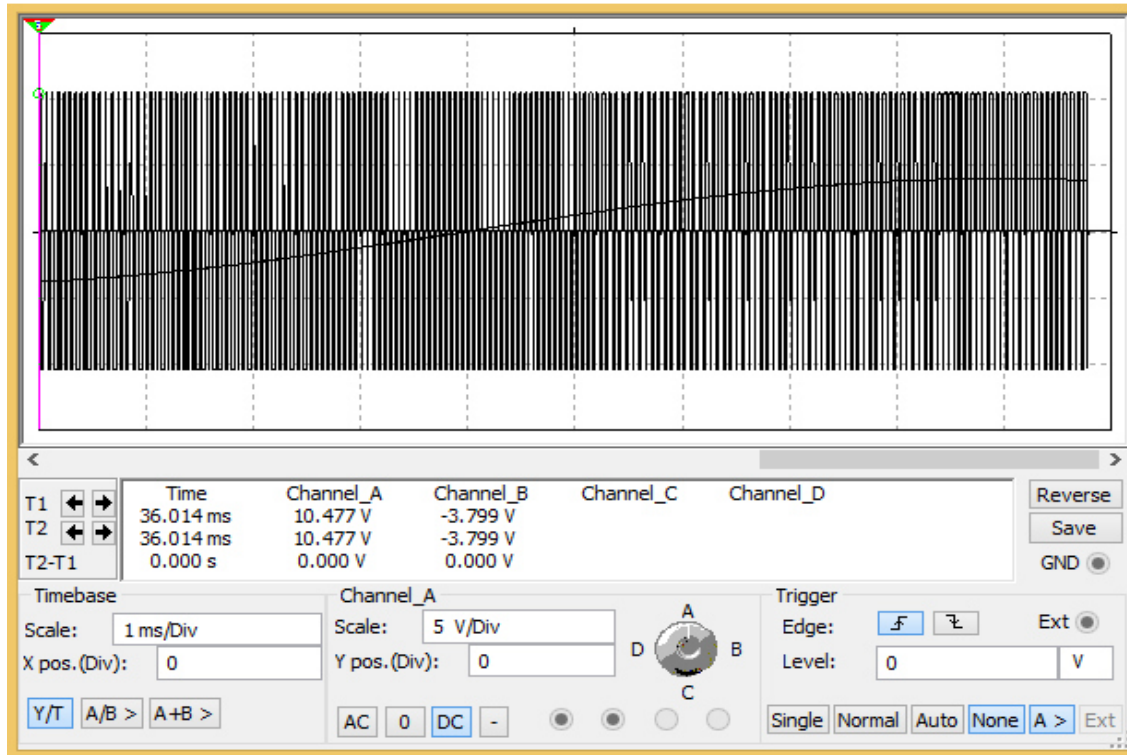 Time Channel_A Channel_B Channel_C Channel_D
T1 36.014 ms 10.477 V -3.799 V
T2 36.014 ms 10.477 V -3.799 V
T2-T1 0.000 s 0.000 V 0.000 V
Reverse
Save
GND
Timebase
Scale: 1 ms/Div
X pos.(Div): 0
Y/T A/B > A+B >
Channel_A
Scale: 5 V/Div
Y pos.(Div): 0
AC 0 DC -
A
D B
C
Trigger
Edge: Ext
Level: 0 V
Single Normal Auto None A > Ext